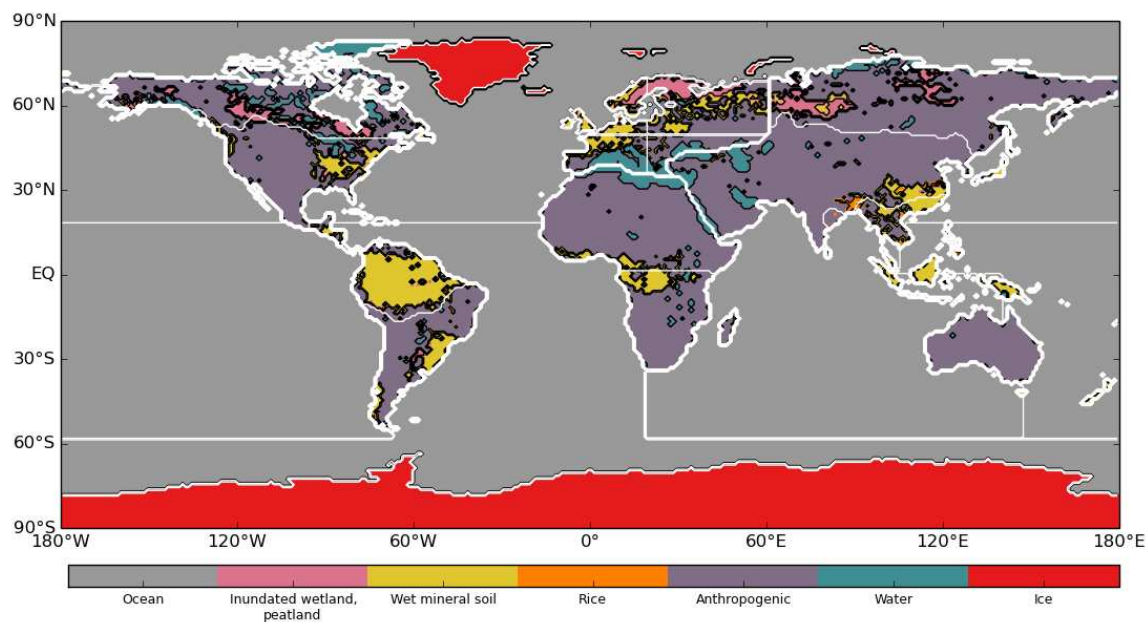 90°N
60°N
30°N
EQ
30°S
60°S
90°S
180°W 120°W 60°W 0° 60°E 120°E 180°E
Ocean Inundated wetland, Wet mineral soil Rice Anthropogenic Water Ice
peatland